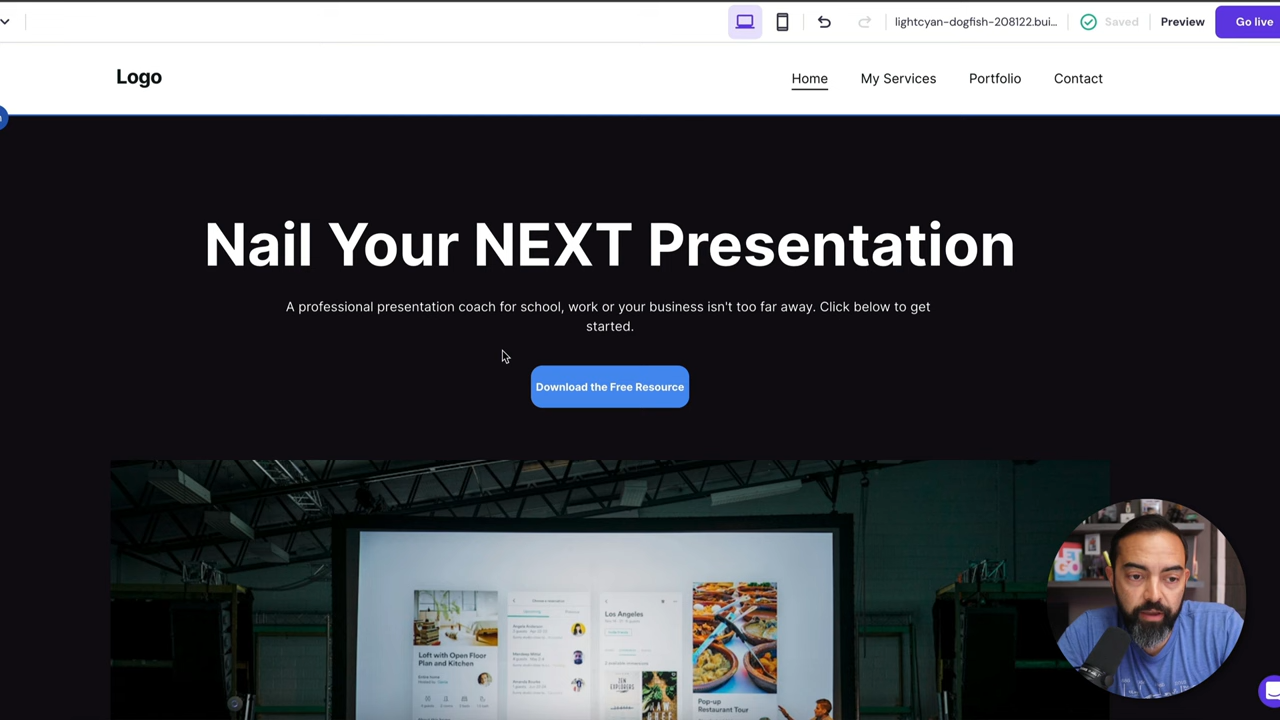 lightcyan-dogfish-208122.bui...
Saved
Preview
Go live
Logo
Home
My Services
Portfolio
Contact
Nail Your NEXT Presentation
A professional presentation coach for school, work or your business isn't too far away. Click below to get
started.
Download the Free Resource
Loft with Open Floor
Plan and Kitchen
Los Angeles
Pop-up
Restaurant Tour